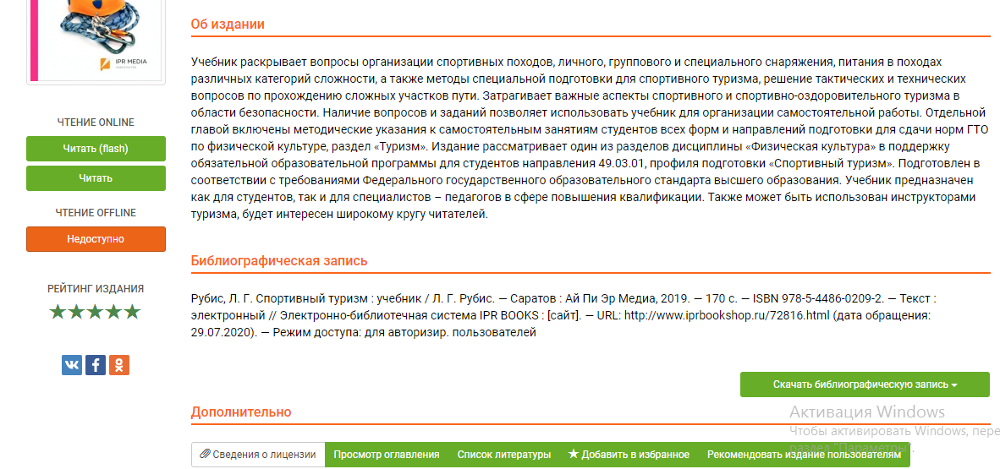 IPR MEDIA
ЧТЕНИЕ ONLINE
Читать (flash)
Читать
ЧТЕНИЕ OFFLINE
Недоступно
РЕЙТИНГ ИЗДАНИЯ
Об издании
Учебник раскрывает вопросы организации спортивных походов, личного, группового и специального снаряжения, питания в походах
различных категорий сложности, а также методы специальной подготовки для спортивного туризма, решение тактических и технических
вопросов по прохождению сложных участков пути. Затрагивает важные аспекты спортивного и спортивно-оздоровительного туризма в
области безопасности. Наличие вопросов и заданий позволяет использовать учебник для организации самостоятельной работы. Отдельной
главой включены методические указания к самостоятельным занятиям студентов всех форм и направлений подготовки для сдачи норм ГТО
по физической культуре, раздел «Туризм». Издание рассматривает один из разделов дисциплины «Физическая культура» в поддержку
обязательной образовательной программы для студентов направления 49.03.01, профиля подготовки «Спортивный туризм». Подготовлен в
соответствии с требованиями Федерального государственного образовательного стандарта высшего образования. Учебник предназначен
как для студентов, так и для специалистов – педагогов в сфере повышения квалификации. Также может быть использован инструкторами
туризма, будет интересен широкому кругу читателей.
Библиографическая запись
Рубис, Л. Г. Спортивный туризм : учебник / Л. Г. Рубис. — Саратов : Ай Пи Эр Медиа, 2019. — 170 c. — ISBN 978-5-4486-0209-2. — Текст :
электронный // Электронно-библиотечная система IPR BOOKS : [сайт]. — URL: http://www.iprbookshop.ru/72816.html (дата обращения:
29.07.2020). — Режим доступа: для авторизир. пользователей
Скачать библиографическую запись
Дополнительно
Активация Windows
Чтобы активировать Windows, пере
раздел "Параметры".
Сведения о лицензии Просмотр оглавления Список литературы Добавить в избранное Рекомендовать издание пользователям